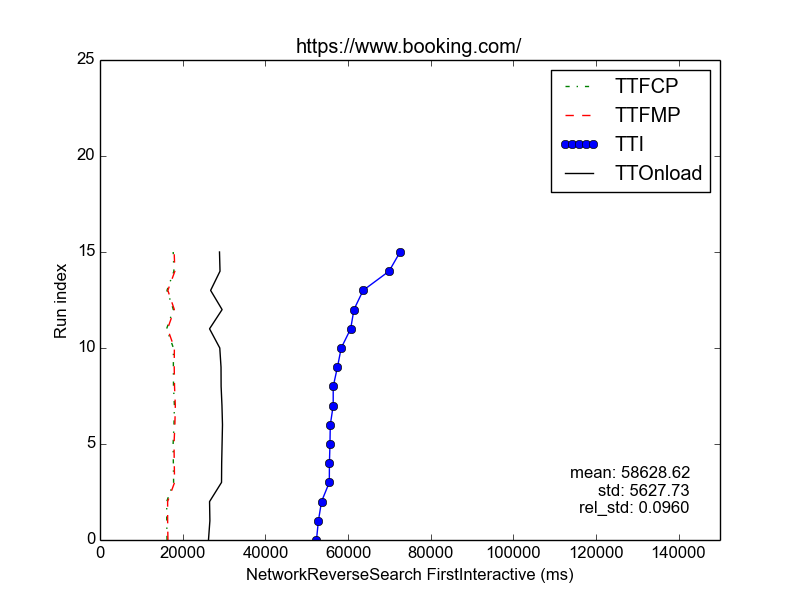 https://www.booking.com/
25
20
15
10
5
0
Run index
TTFCP
TTFMP
TTI
TTOnload
mean: 58628.62
std: 5627.73
rel_std: 0.0960
0 20000 40000 60000 80000 100000 120000 140000
NetworkReverseSearch FirstInteractive (ms)